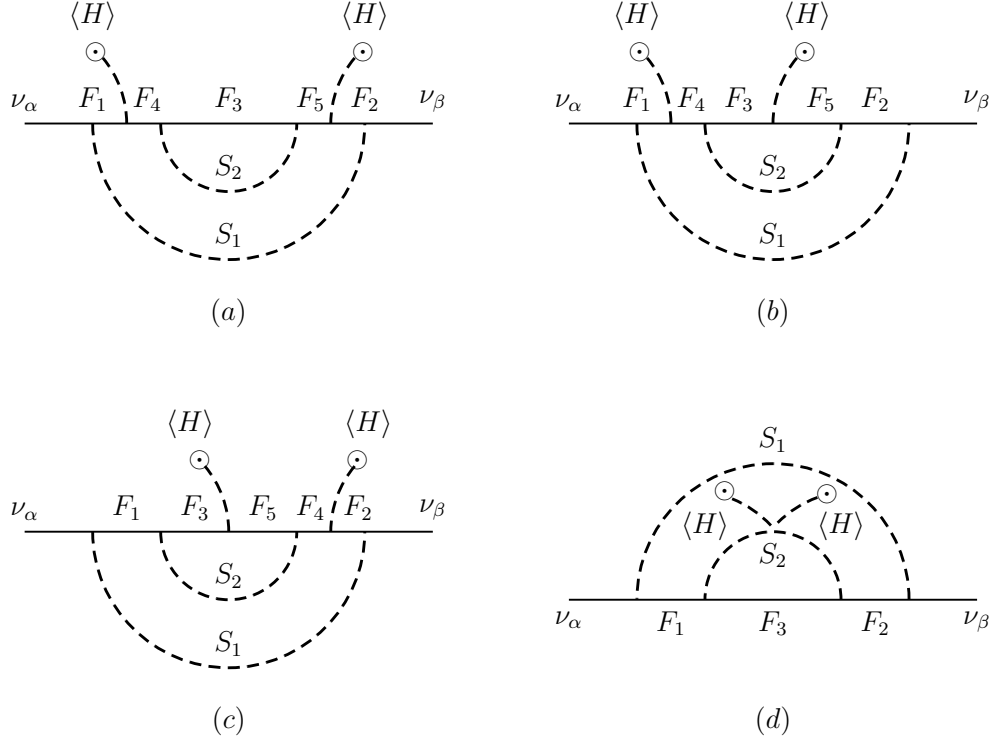 ⟨H⟩ ⟨H⟩ ⟨H⟩ ⟨H⟩
ν_α F_1 F_4 F_3 F_5 F_2 ν_β ν_α F_1 F_4 F_3 F_5 F_2 ν_β
S_2 S_2
S_1 S_1
(a) (b)
⟨H⟩ ⟨H⟩ S_1
ν_α F_1 F_3 F_5 F_4 F_2 ν_β ⟨H⟩ ⟨H⟩
S_2 S_2
S_1 ν_α F_1 F_3 F_2 ν_β
(c) (d)